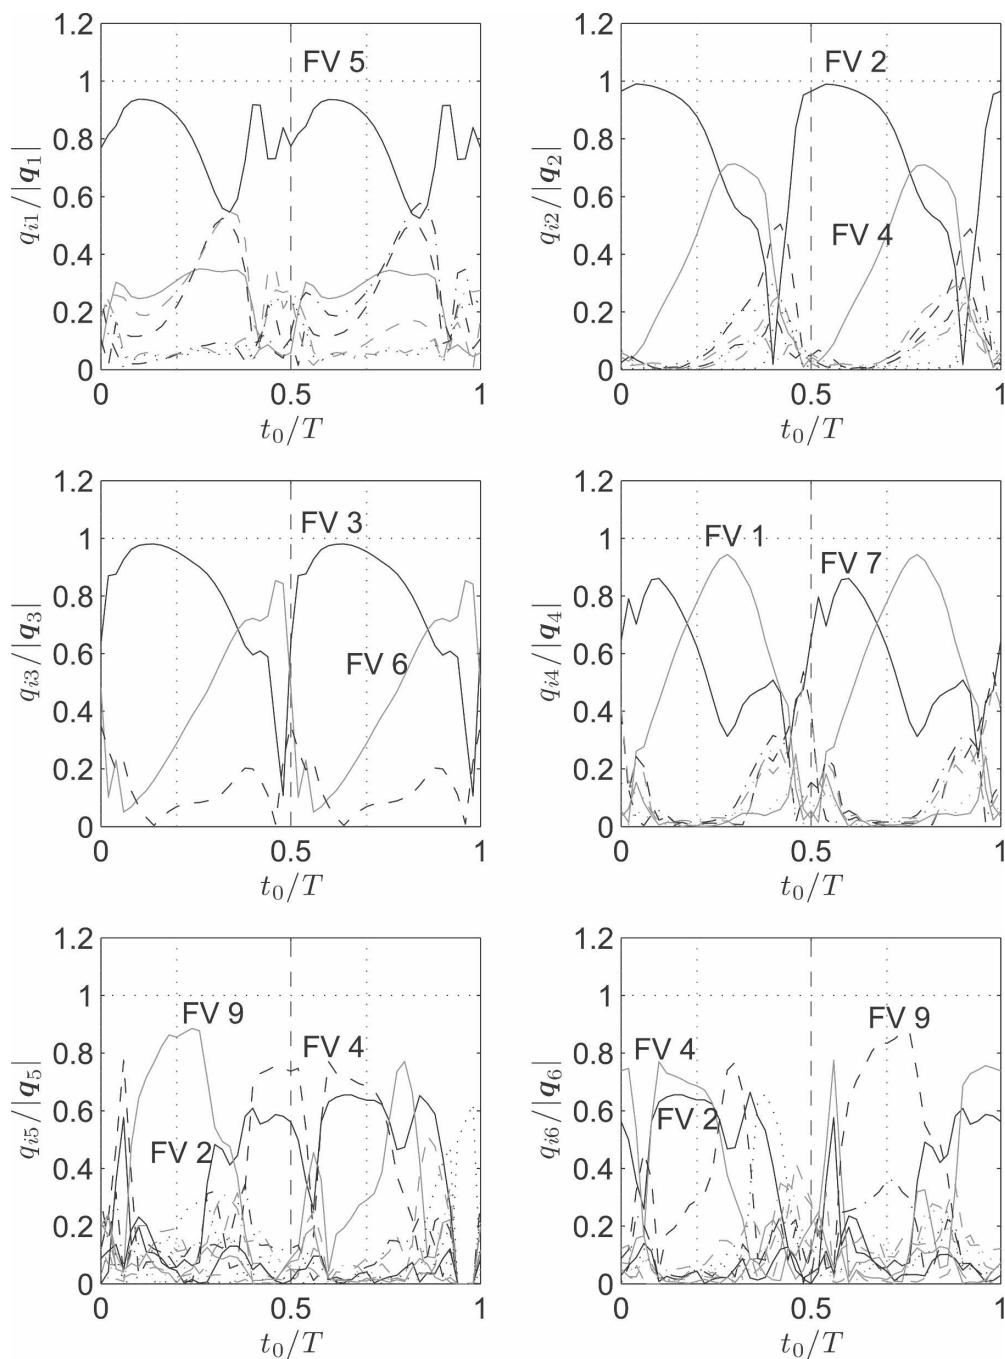 1.2
1
0.8
0.6
0.4
0.2
0
FV 5
q_{i1}/|q_1|
0 0.5 1
t_0/T
1.2
1
0.8
0.6
0.4
0.2
0
FV 2
FV 4
q_{i2}/|q_2|
0 0.5 1
t_0/T
1.2
1
0.8
0.6
0.4
0.2
0
FV 3
FV 6
q_{i3}/|q_3|
0 0.5 1
t_0/T
1.2
1
0.8
0.6
0.4
0.2
0
FV 1
FV 7
q_{i4}/|q_4|
0 0.5 1
t_0/T
1.2
1
0.8
0.6
0.4
0.2
0
FV 9
FV 4
FV 2
q_{i5}/|q_5|
0 0.5 1
t_0/T
1.2
1
0.8
0.6
0.4
0.2
0
FV 9
FV 4
FV 2
q_{i6}/|q_6|
0 0.5 1
t_0/T